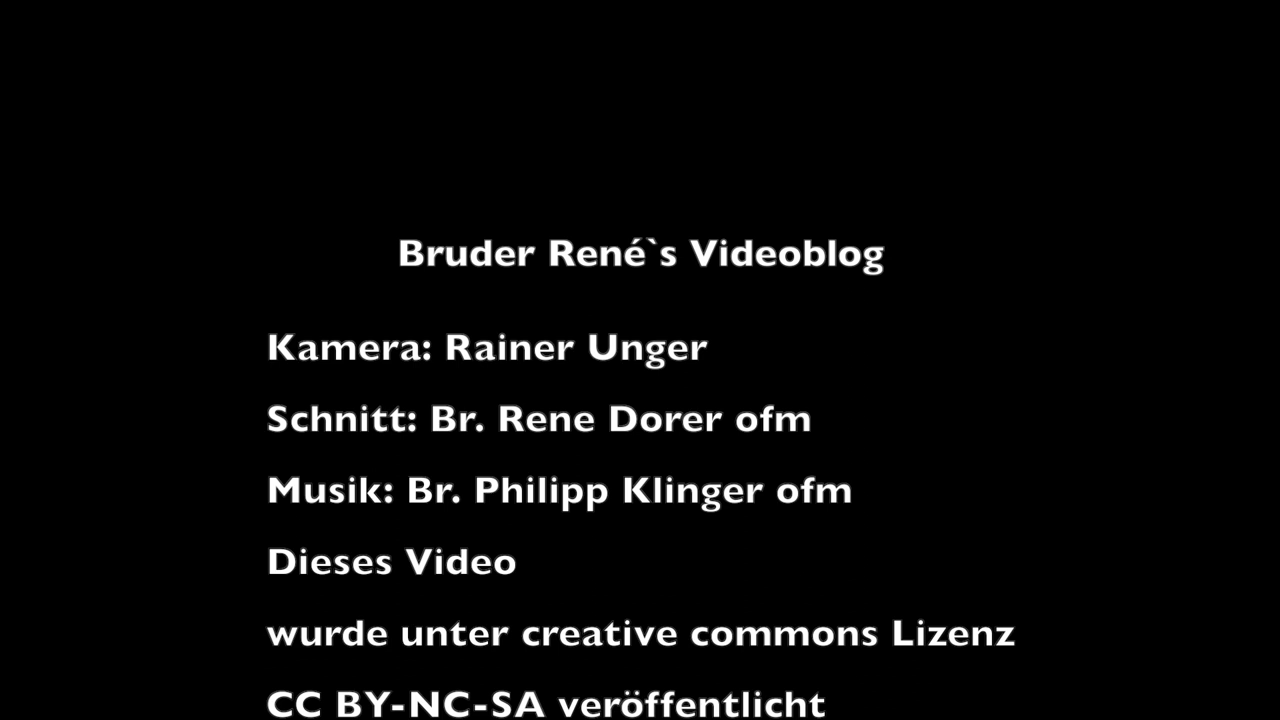 Bruder René`s Videoblog
Kamera: Rainer Unger
Schnitt: Br. Rene Dorer ofm
Musik: Br. Philipp Klinger ofm
Dieses Video
wurde unter creative commons Lizenz
CC BY-NC-SA veröffentlicht